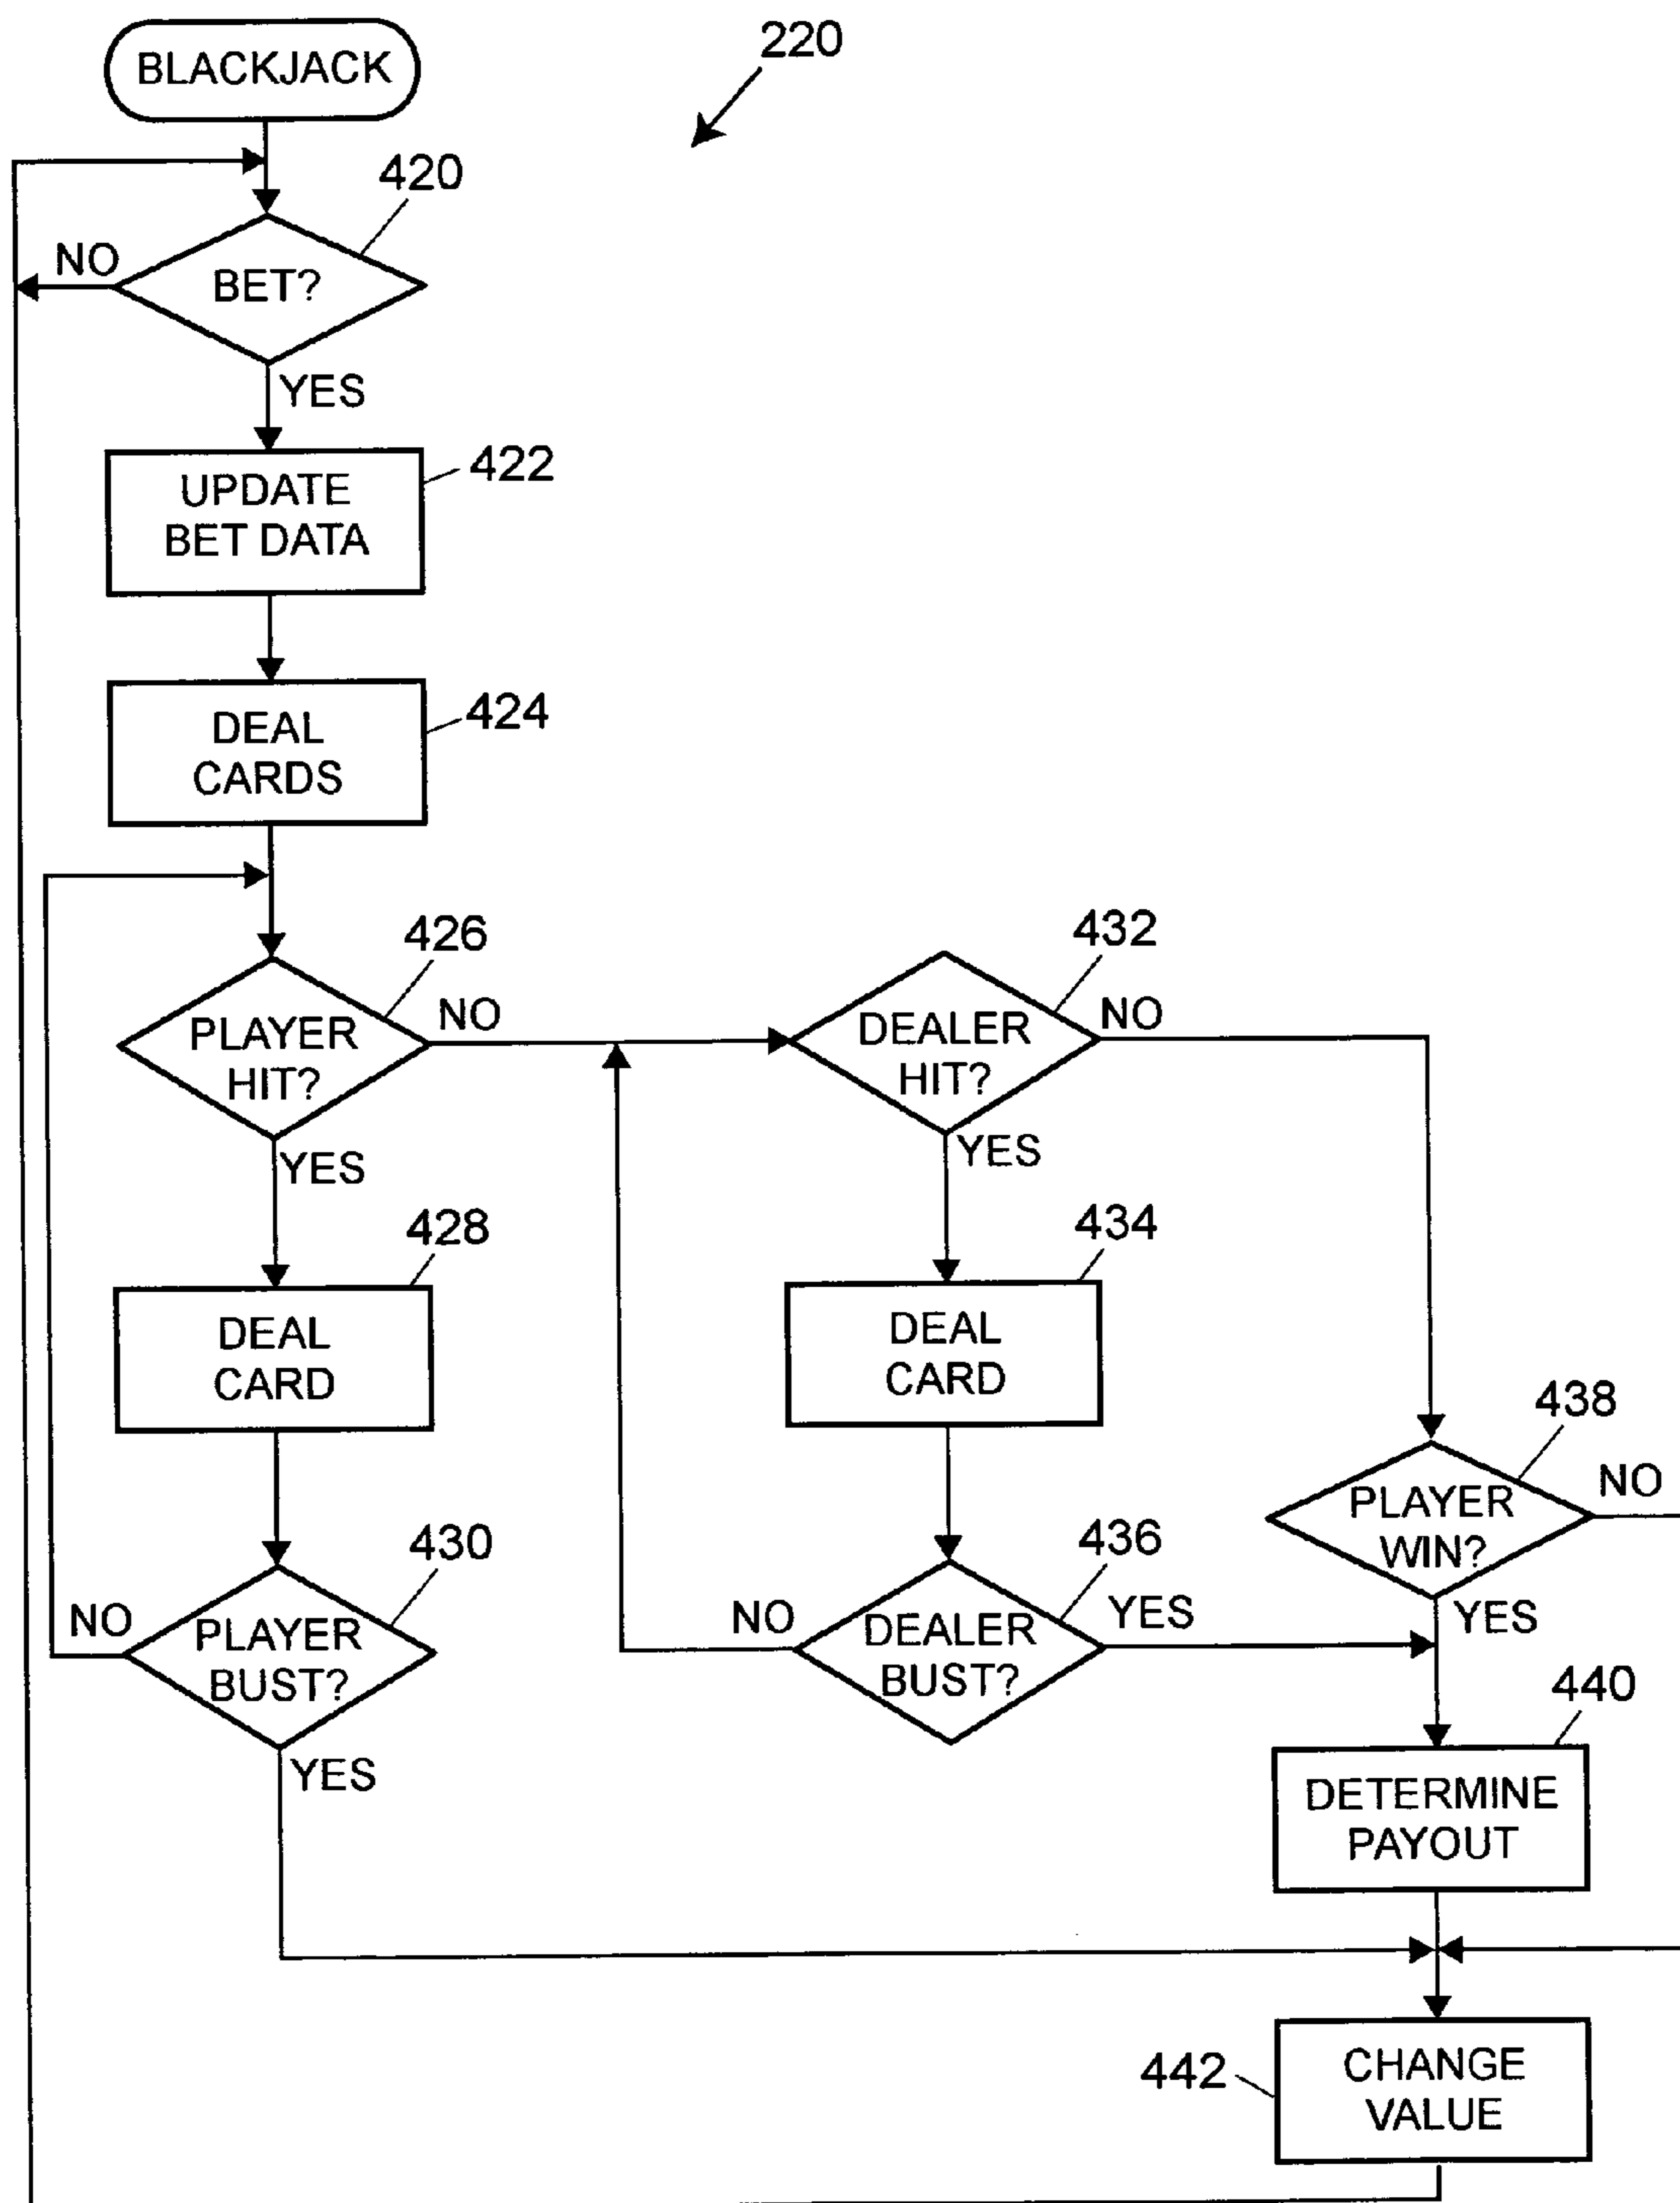 BLACKJACK
220
420
NO
BET?
YES
422
UPDATE
BET DATA
424
DEAL
CARDS
426
PLAYER
HIT?
NO
YES
432
DEALER
HIT?
NO
YES
428
DEAL
CARD
434
DEAL
CARD
438
PLAYER
WIN?
NO
YES
430
PLAYER
BUST?
NO
YES
436
DEALER
BUST?
NO
YES
440
DETERMINE
PAYOUT
442
CHANGE
VALUE